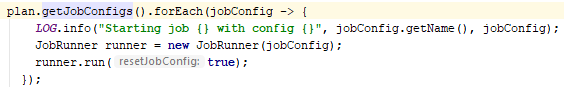 plan.getJobConfigs().forEach(jobConfig -> {
LOG.info("Starting job {} with config {}", jobConfig.getName(), jobConfig);
JobRunner runner = new JobRunner(jobConfig);
runner.run( resetJobConfig: true);
});